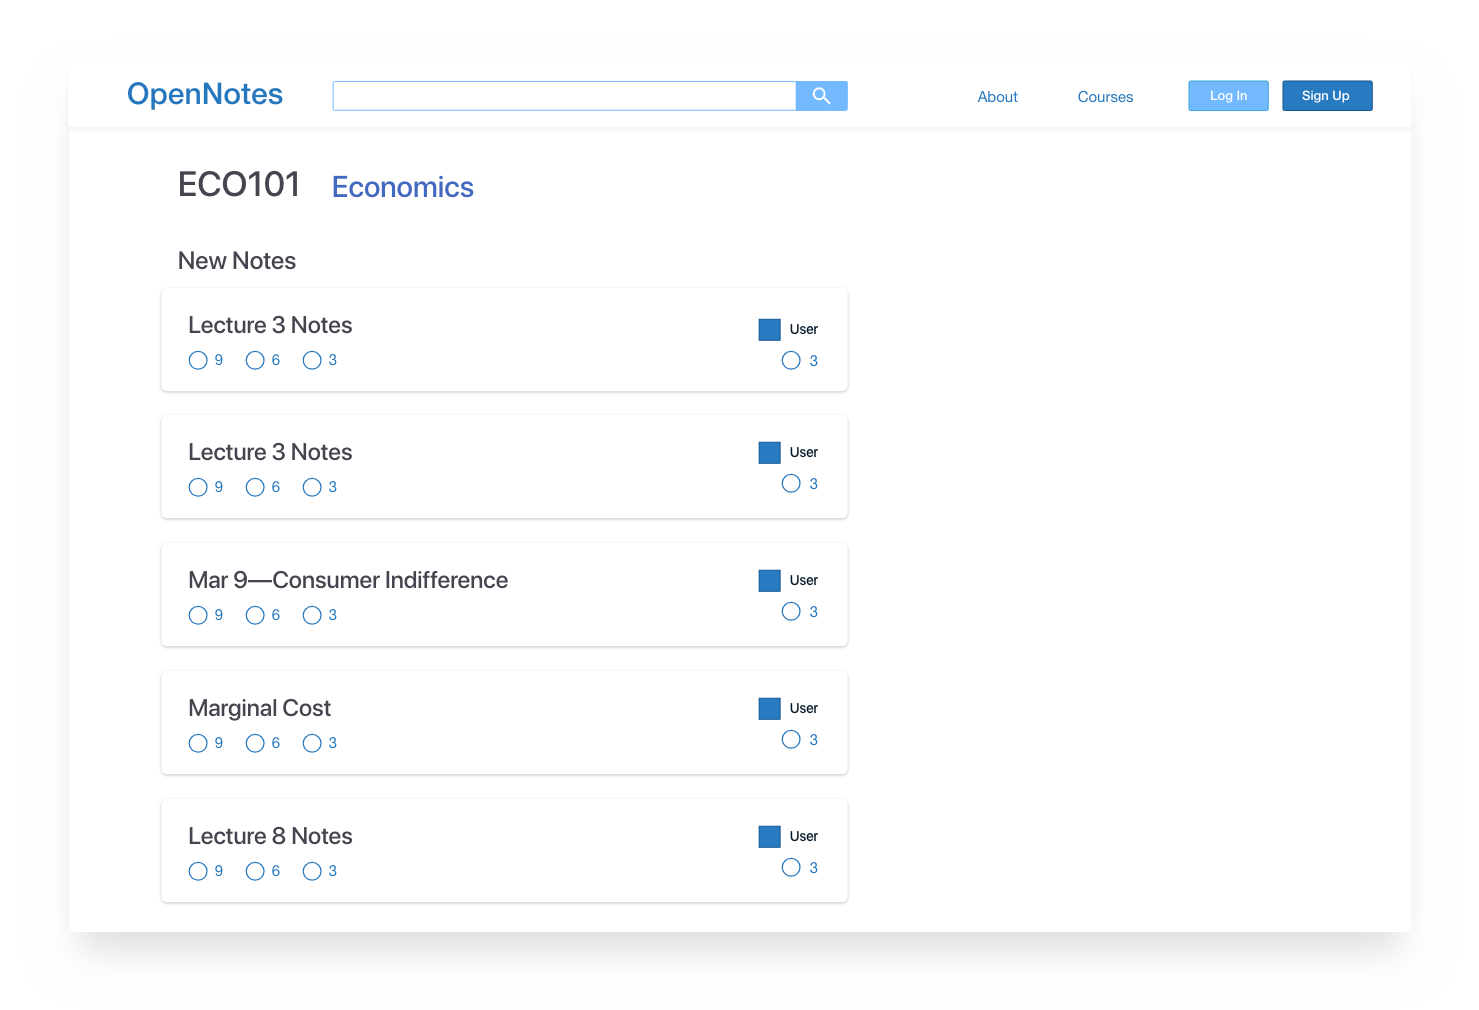 OpenNotes
About Courses Log In Sign Up
ECO101 Economics
New Notes
Lecture 3 Notes User
9 6 3 3
Lecture 3 Notes User
9 6 3 3
Mar 9—Consumer Indifference User
9 6 3 3
Marginal Cost User
9 6 3 3
Lecture 8 Notes User
9 6 3 3